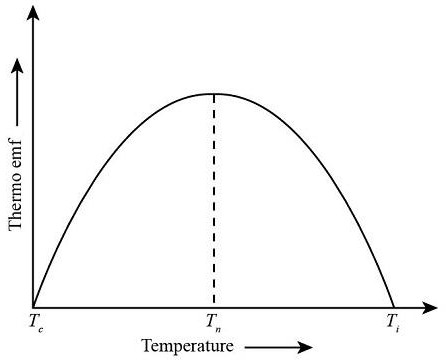 Thermo emf
T_c
T_n
T_i
Temperature